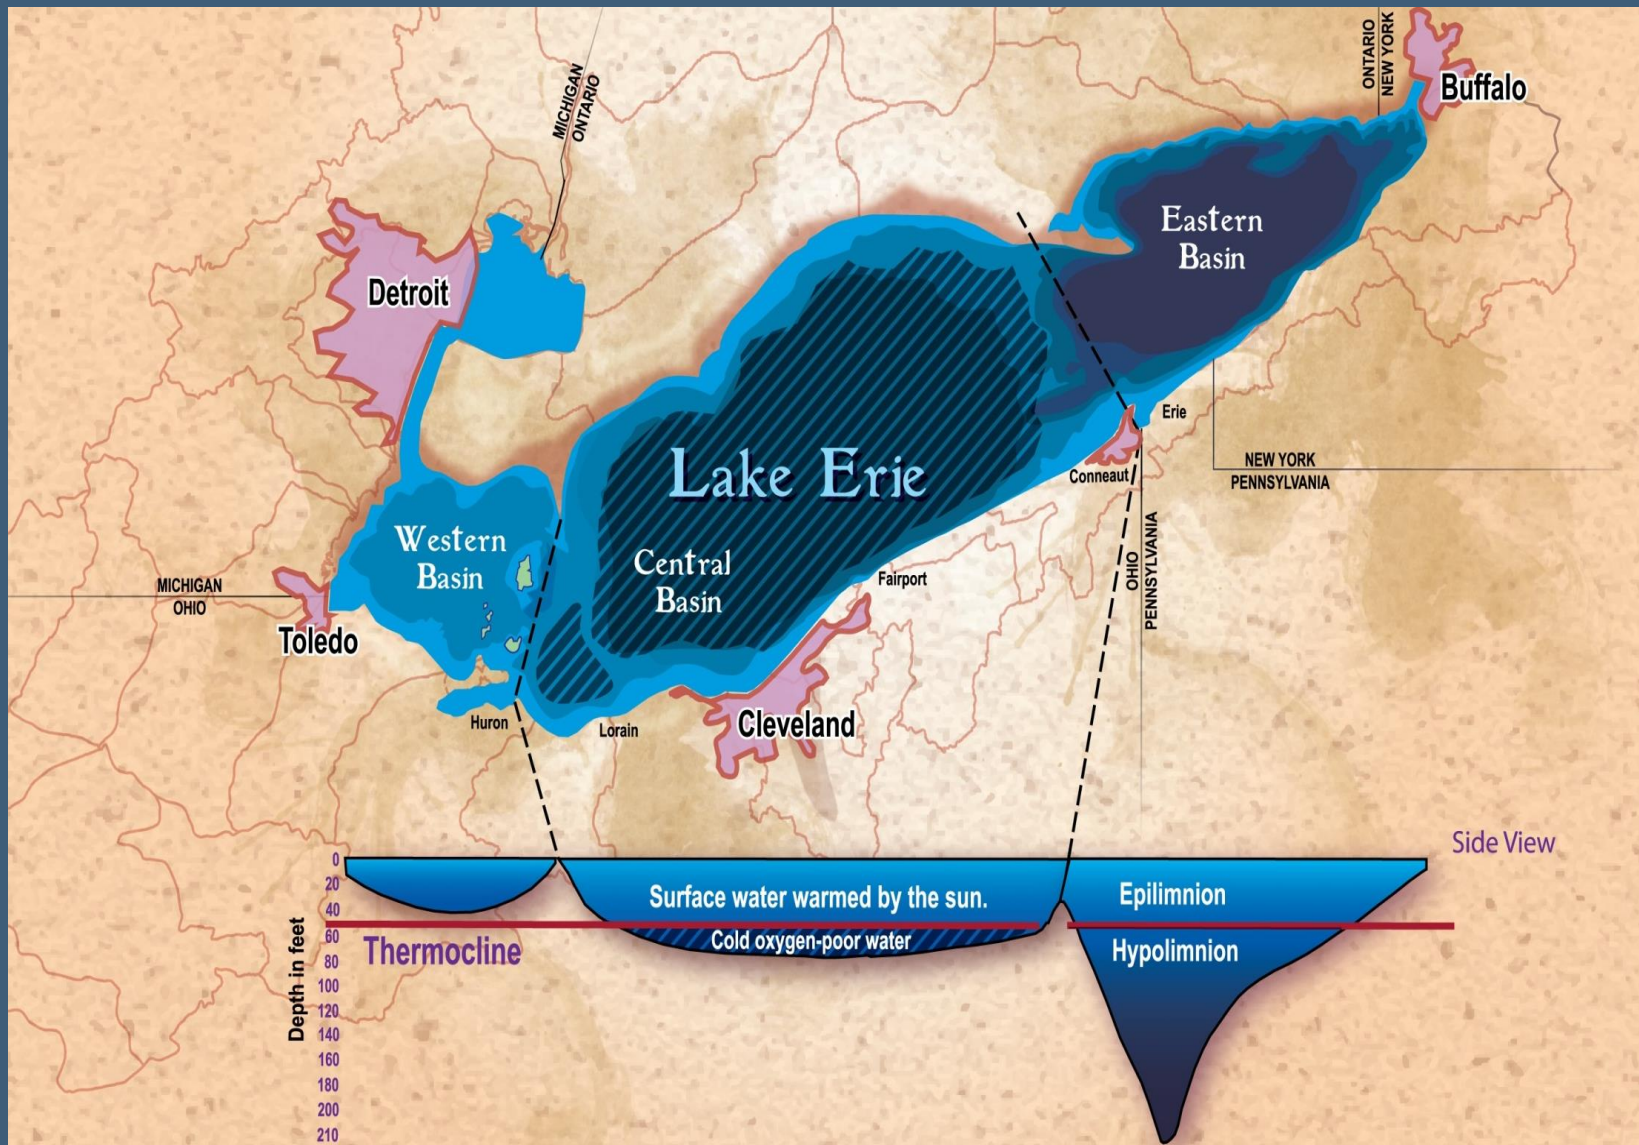 MICHIGAN
ONTARIO
ONTARIO
NEW YORK
Buffalo
Eastern
Basin
Detroit
Lake Erie
Erie
Conneaut
NEW YORK
PENNSYLVANIA
Western
Basin
Central
Basin
Fairport
MICHIGAN
OHIO
OHIO
PENNSYLVANIA
Toledo
Huron
Lorain
Cleveland
Side View
Depth in feet
0
20
40
60
80
100
120
140
160
180
200
210
Surface water warmed by the sun.
Epilimnion
Thermocline
Cold oxygen-poor water
Hypolimnion